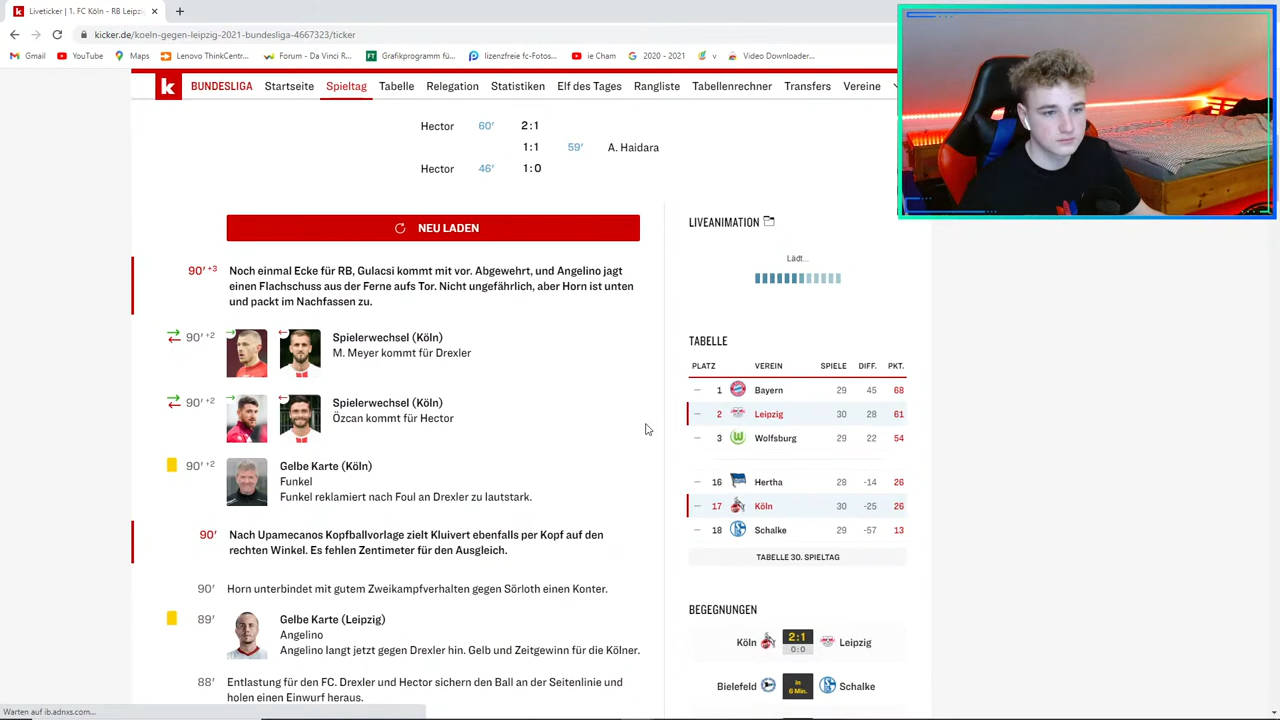 Liveticker | 1. FC Köln - RB Leipzi
kicker.de/koeln-gegen-leipzig-2021-bundesliga-4667323/ticker
Gmail YouTube Maps Lenovo ThinkCentr... Forum - Da Vinci R... Grafikprogramm fü... lizenzfreie fc-Fotos... ie Cham 2020 - 2021 v Video Downloader...
k BUNDESLIGA Startseite Spieltag Tabelle Relegation Statistiken Elf des Tages Rangliste Tabellenrechner Transfers Vereine
Hector 60' 2:1
1:1 59' A. Haidara
Hector 46' 1:0
NEU LADEN
90' +3 Noch einmal Ecke für RB, Gulacsi kommt mit vor. Abgewehrt, und Angelino jagt
einen Flachschuss aus der Ferne aufs Tor. Nicht ungefährlich, aber Horn ist unten
und packt im Nachfassen zu.
90' +2 Spielerwechsel (Köln)
M. Meyer kommt für Drexler
90' +2 Spielerwechsel (Köln)
Özcan kommt für Hector
90' +2 Gelbe Karte (Köln)
Funkel
Funkel reklamiert nach Foul an Drexler zu lautstark.
90' Nach Upamecanos Kopfballvorlage zielt Kluivert ebenfalls per Kopf auf den
rechten Winkel. Es fehlen Zentimeter für den Ausgleich.
90' Horn unterbindet mit gutem Zweikampfverhalten gegen Sörloth einen Konter.
89' Gelbe Karte (Leipzig)
Angelino
Angelino langt jetzt gegen Drexler hin. Gelb und Zeitgewinn für die Kölner.
88' Entlastung für den FC. Drexler und Hector sichern den Ball an der Seitenlinie und
holen einen Einwurf heraus.
LIVEANIMATION
Lädt...
TABELLE
PLATZ VEREIN SPIELE DIFF. PKT.
1 Bayern 29 45 68
2 Leipzig 30 28 61
3 Wolfsburg 29 22 54
16 Hertha 28 -14 26
17 Köln 30 -25 26
18 Schalke 29 -57 13
TABELLE 30. SPIELTAG
BEGEGNUNGEN
Köln 2:1 Leipzig
0:0
Bielefeld in Schalke
6 Min.
Warten auf ib.adnxs.com...